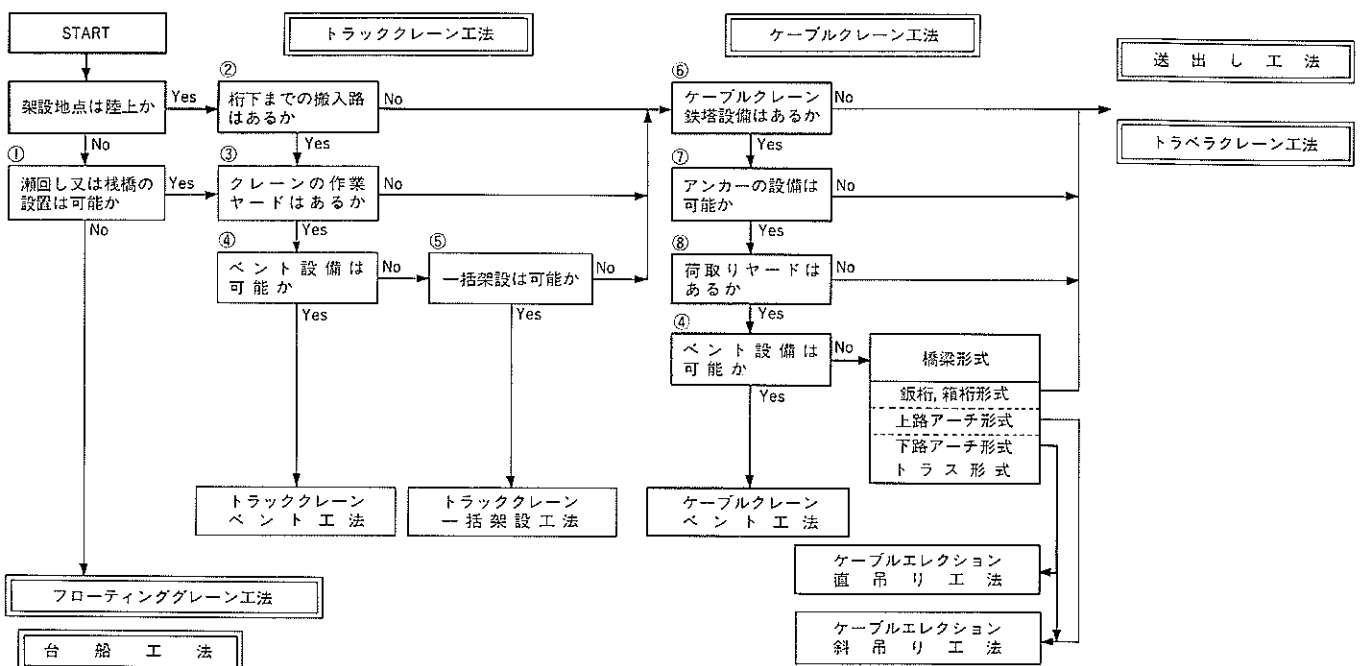 START
トラッククレーン工法
ケーブルクレーン工法
送出し工法
トラベラクレーン工法
架設地点は陸上か
Yes
No
②
桁下までの搬入路
はあるか
No
Yes
⑥
ケーブルクレーン
鉄塔設備はあるか
No
Yes
①
瀬回し又は桟橋の
設置は可能か
Yes
No
③
クレーンの作業
ヤードはあるか
No
Yes
⑦
アンカーの設備は
可能か
No
Yes
④
ベント設備は
可能か
No
Yes
⑤
一括架設は可能か
No
Yes
⑧
荷取りヤードは
あるか
No
Yes
④
ベント設備は
可能か
No
Yes
橋梁形式
鈑桁,箱桁形式
上路アーチ形式
下路アーチ形式
トラス形式
トラッククレーン
ベント工法
トラッククレーン
一括架設工法
ケーブルクレーン
ベント工法
ケーブルエレクション
直吊り工法
ケーブルエレクション
斜吊り工法
フローティンググレーン工法
台船工法